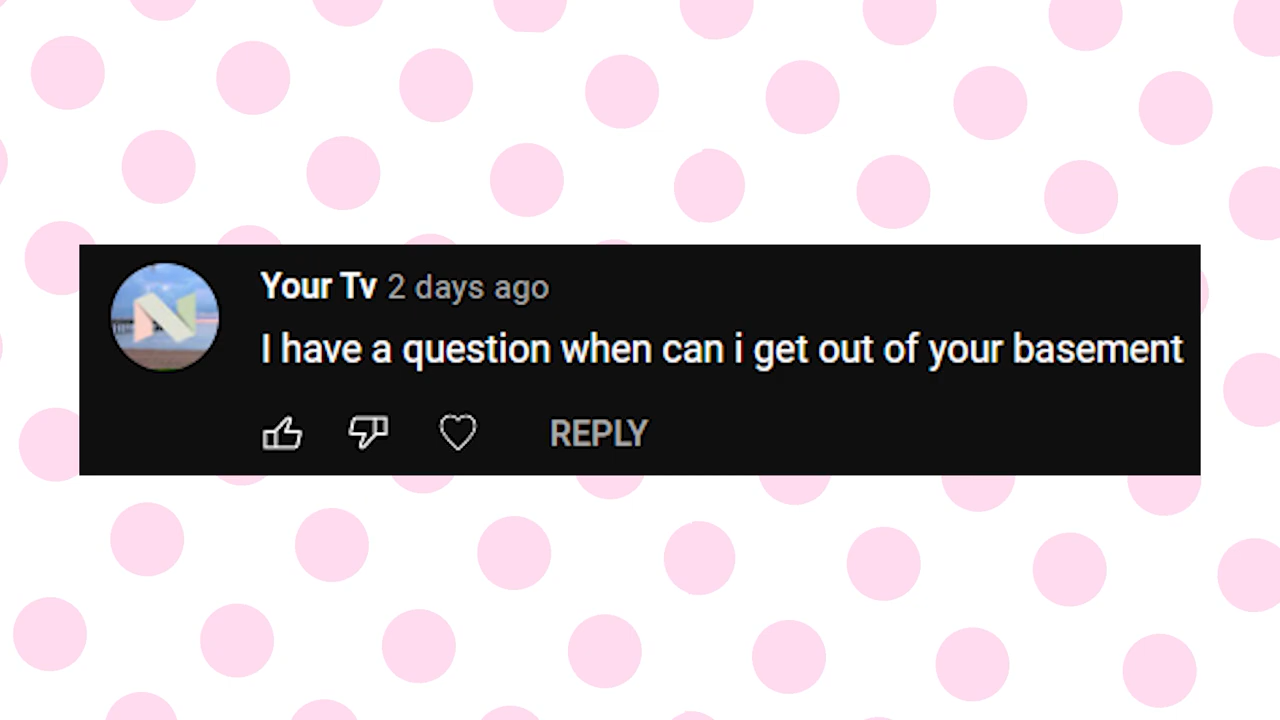 Your Tv 2 days ago
I have a question when can i get out of your basement
REPLY